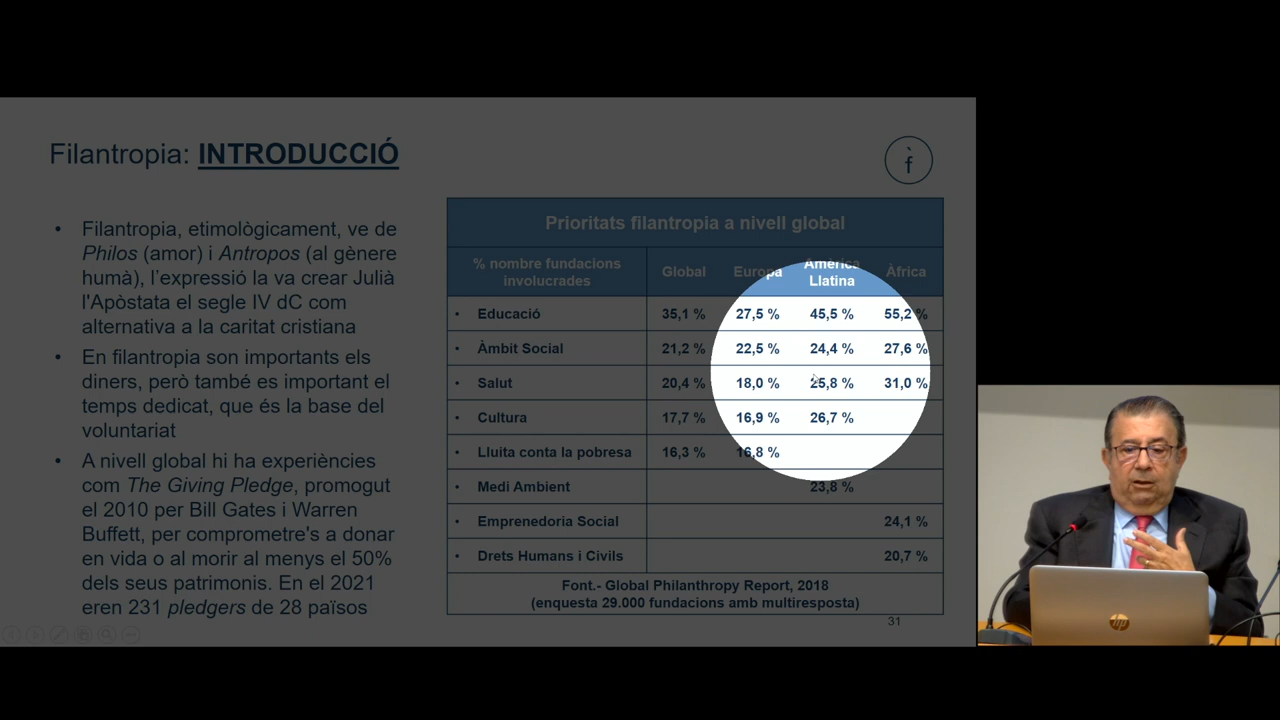 Filantropia: INTRODUCCIÓ
f̀
• Filantropia, etimològicament, ve de
Philos (amor) i Antropos (al gènere
humà), l'expressió la va crear Julià
l'Apòstata el segle IV dC com
alternativa a la caritat cristiana
• En filantropia son importants els
diners, però també es important el
temps dedicat, que és la base del
voluntariat
• A nivell global hi ha experiències
com The Giving Pledge, promogut
el 2010 per Bill Gates i Warren
Buffett, per comprometre's a donar
en vida o al morir al menys el 50%
dels seus patrimonis. En el 2021
eren 231 pledgers de 28 països
Prioritats filantropia a nivell global
% nombre fundacions
involucrades
Global
Europa
Amèrica
Llatina
Àfrica
• Educació 35,1 % 27,5 % 45,5 % 55,2 %
• Àmbit Social 21,2 % 22,5 % 24,4 % 27,6 %
• Salut 20,4 % 18,0 % 25,8 % 31,0 %
• Cultura 17,7 % 16,9 % 26,7 %
• Lluita conta la pobresa 16,3 % 16,8 %
• Medi Ambient 23,8 %
• Emprenedoria Social 24,1 %
• Drets Humans i Civils 20,7 %
Font.- Global Philanthropy Report, 2018
(enquesta 29.000 fundacions amb multiresposta)
31
hp